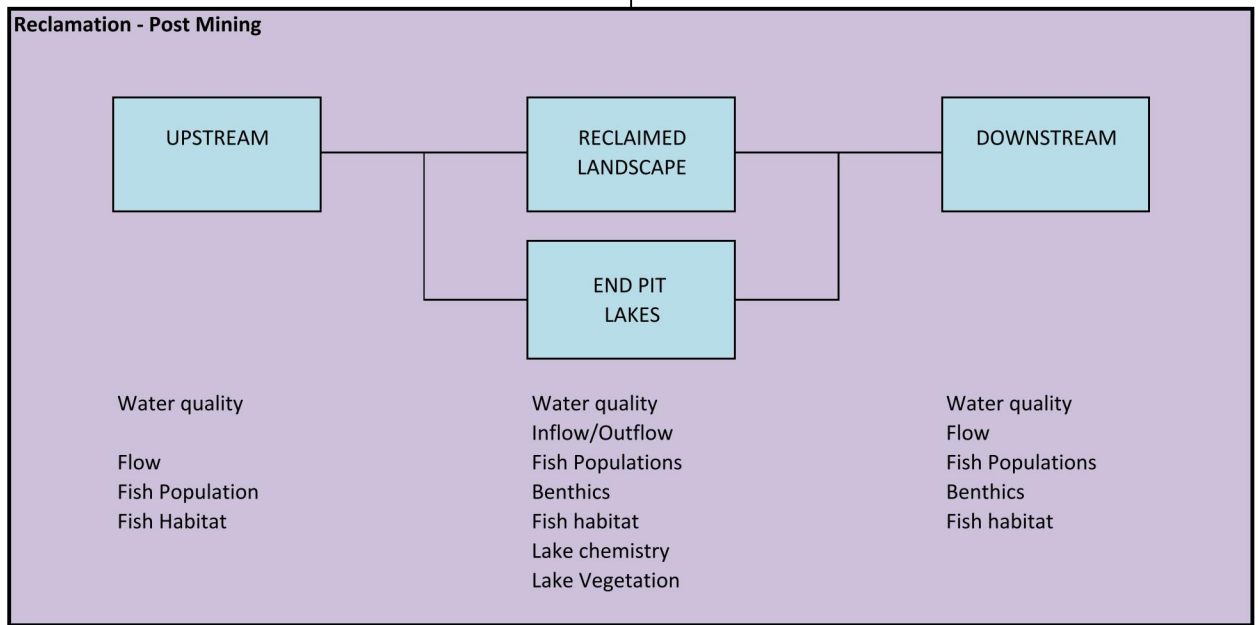 Reclamation - Post Mining
UPSTREAM
RECLAIMED
LANDSCAPE
DOWNSTREAM
END PIT
LAKES
Water quality
Flow
Fish Population
Fish Habitat
Water quality
Inflow/Outflow
Fish Populations
Benthics
Fish habitat
Lake chemistry
Lake Vegetation
Water quality
Flow
Fish Populations
Benthics
Fish habitat